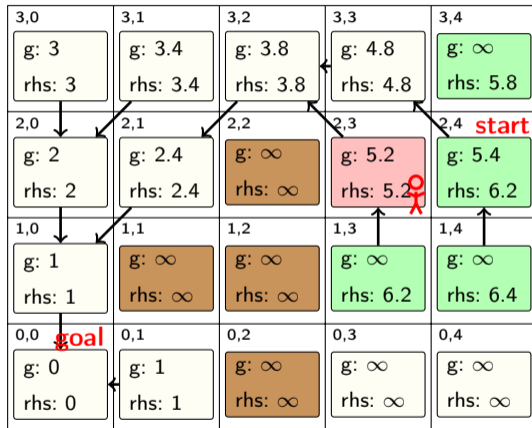 3,0 3,1 3,2 3,3 3,4
g: 3 g: 3.4 g: 3.8 g: 4.8 g: ∞
rhs: 3 rhs: 3.4 rhs: 3.8 rhs: 4.8 rhs: 5.8
2,0 2,1 2,2 2,3 2,4 start
g: 2 g: 2.4 g: ∞ g: 5.2 g: 5.4
rhs: 2 rhs: 2.4 rhs: ∞ rhs: 5.2 rhs: 6.2
1,0 1,1 1,2 1,3 1,4
g: 1 g: ∞ g: ∞ g: ∞ g: ∞
rhs: 1 rhs: ∞ rhs: ∞ rhs: 6.2 rhs: 6.4
0,0 goal 0,1 0,2 0,3 0,4
g: 0 g: 1 g: ∞ g: ∞ g: ∞
rhs: 0 rhs: 1 rhs: ∞ rhs: ∞ rhs: ∞